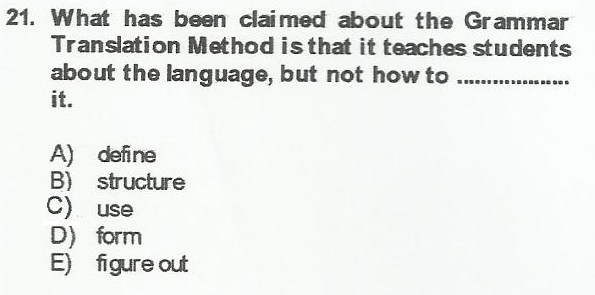 21. What has been claimed about the Grammar
Translation Method is that it teaches students
about the language, but not how to ....................
it.
A) define
B) structure
C) use
D) form
E) figure out